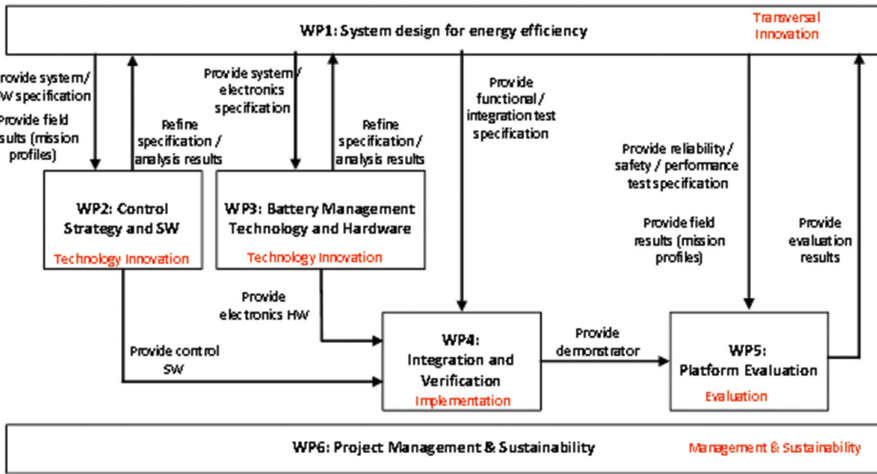 WP1: System design for energy efficiency
Transversal
Innovation
Provide system/
specification
Provide field
results (mission
profiles)
Refine
specification /
analysis results
Provide system/
electronics
specification
Refine
specification /
analysis results
Provide
functional /
integration test
specification
Provide reliability /
safety / performance
test specification
Provide field
results (mission
profiles)
Provide
evaluation
results
WP2: Control
Strategy and SW
Technology Innovation
WP3: Battery Management
Technology and Hardware
Technology Innovation
Provide
electronics HW
Provide control
SW
WP4:
Integration and
Verification
Implementation
Provide
demonstrator
WP5:
Platform Evaluation
Evaluation
WP6: Project Management & Sustainability
Management & Sustainability